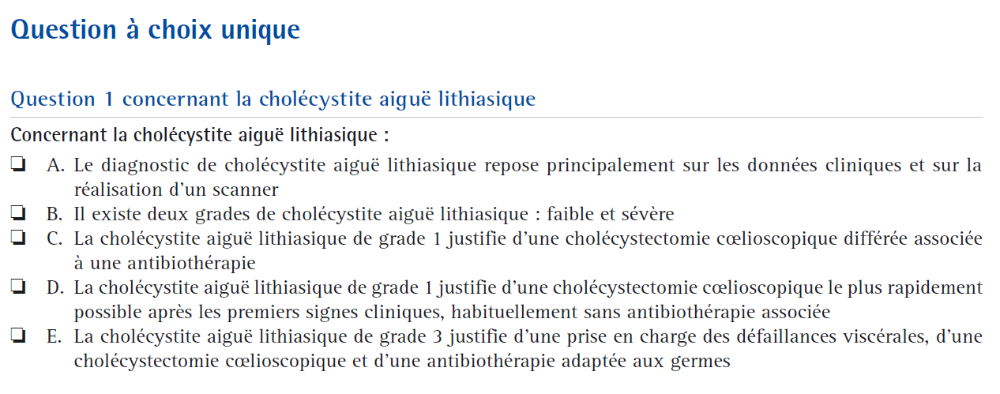 Question à choix unique
Question 1 concernant la cholécystite aiguë lithiasique
Concernant la cholécystite aiguë lithiasique :
❏ A. Le diagnostic de cholécystite aiguë lithiasique repose principalement sur les données cliniques et sur la
réalisation d’un scanner
❏ B. Il existe deux grades de cholécystite aiguë lithiasique : faible et sévère
❏ C. La cholécystite aiguë lithiasique de grade 1 justifie d’une cholécystectomie cœlioscopique différée associée
à une antibiothérapie
❏ D. La cholécystite aiguë lithiasique de grade 1 justifie d’une cholécystectomie cœlioscopique le plus rapidement
possible après les premiers signes cliniques, habituellement sans antibiothérapie associée
❏ E. La cholécystite aiguë lithiasique de grade 3 justifie d’une prise en charge des défaillances viscérales, d’une
cholécystectomie cœlioscopique et d’une antibiothérapie adaptée aux germes